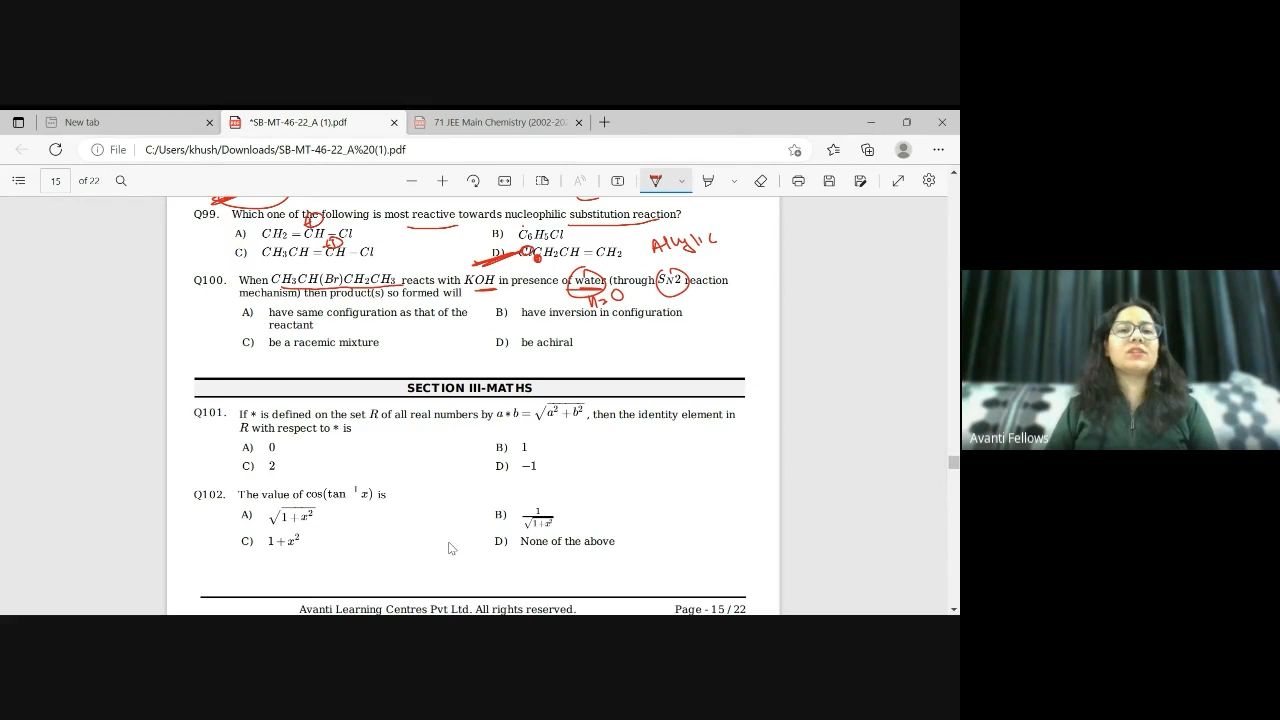 New tab
*SB-MT-46-22_A (1).pdf
71 JEE Main Chemistry (2002-20
File C:/Users/khush/Downloads/SB-MT-46-22_A%20(1).pdf
15 of 22
Q99. Which one of the following is most reactive towards nucleophilic substitution reaction?
A) CH2 = CH − Cl
B) C6H5Cl
Allylic
C) CH3CH = CH − Cl
D) ClCH2CH = CH2
Q100. When CH3CH(Br)CH2CH3 reacts with KOH in presence of water (through SN2 reaction
mechanism) then product(s) so formed will
H2O
A) have same configuration as that of the
reactant
B) have inversion in configuration
C) be a racemic mixture
D) be achiral
SECTION III-MATHS
Q101. If * is defined on the set R of all real numbers by a * b = √(a² + b²), then the identity element in
R with respect to * is
A) 0
B) 1
C) 2
D) −1
Q102. The value of cos(tan ¹ x) is
A) √(1 + x²)
B) 1/√(1+x²)
C) 1 + x²
D) None of the above
Avanti Learning Centres Pvt Ltd. All rights reserved. Page - 15 / 22
Avanti Fellows